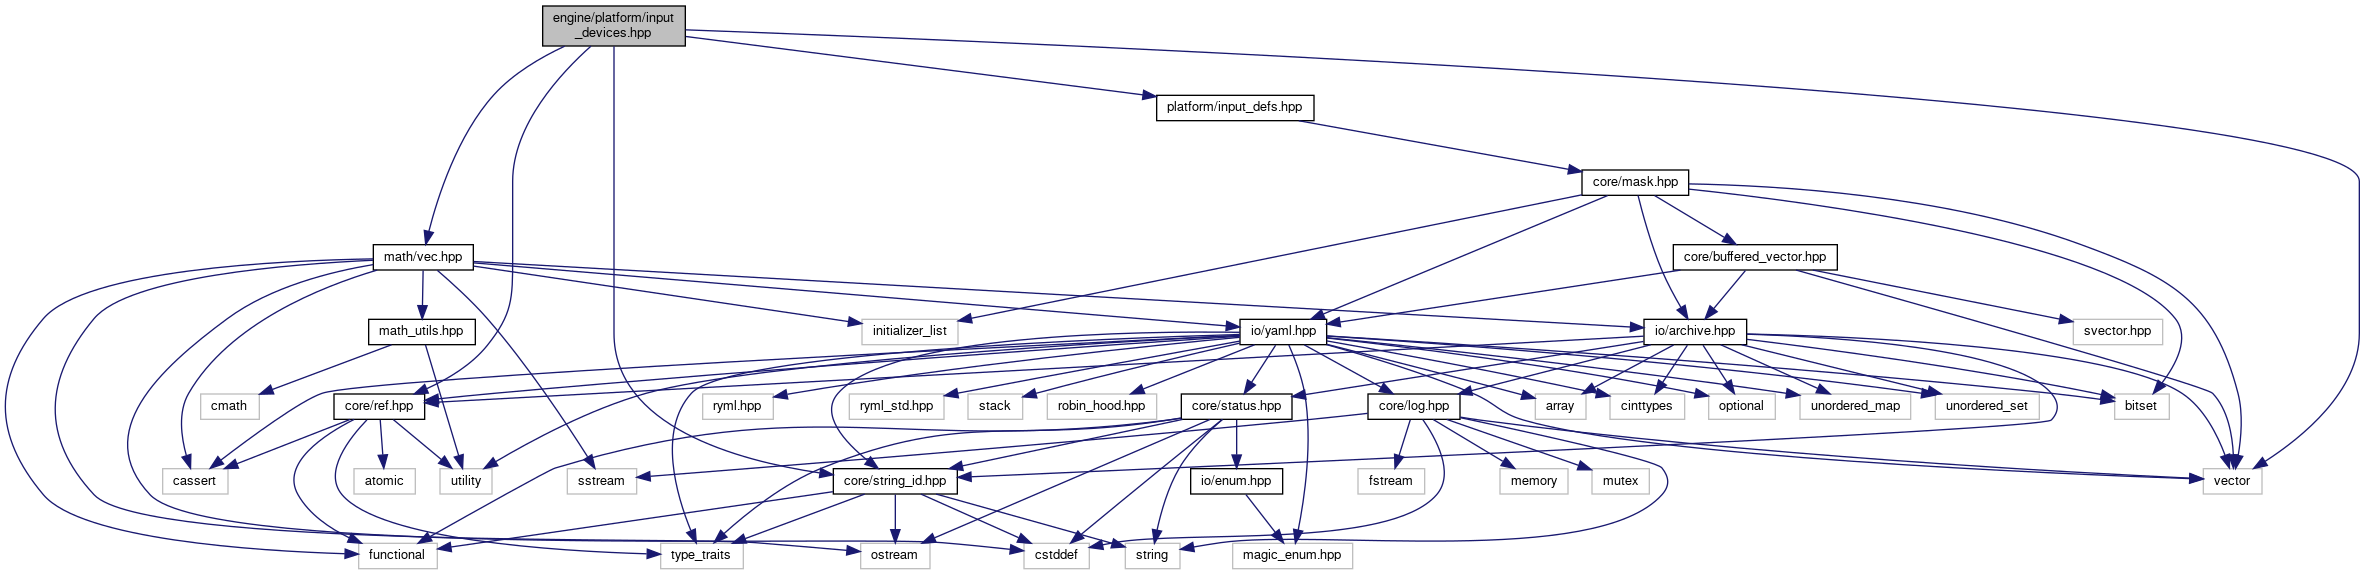 engine/platform/input
_devices.hpp
platform/input_defs.hpp
core/mask.hpp
math/vec.hpp
core/buffered_vector.hpp
math_utils.hpp
initializer_list
io/yaml.hpp
io/archive.hpp
svector.hpp
cmath
core/ref.hpp
ryml.hpp
ryml_std.hpp
stack
robin_hood.hpp
core/status.hpp
core/log.hpp
array
cinttypes
optional
unordered_map
unordered_set
bitset
cassert
atomic
utility
sstream
core/string_id.hpp
io/enum.hpp
fstream
memory
mutex
vector
functional
type_traits
ostream
cstddef
string
magic_enum.hpp